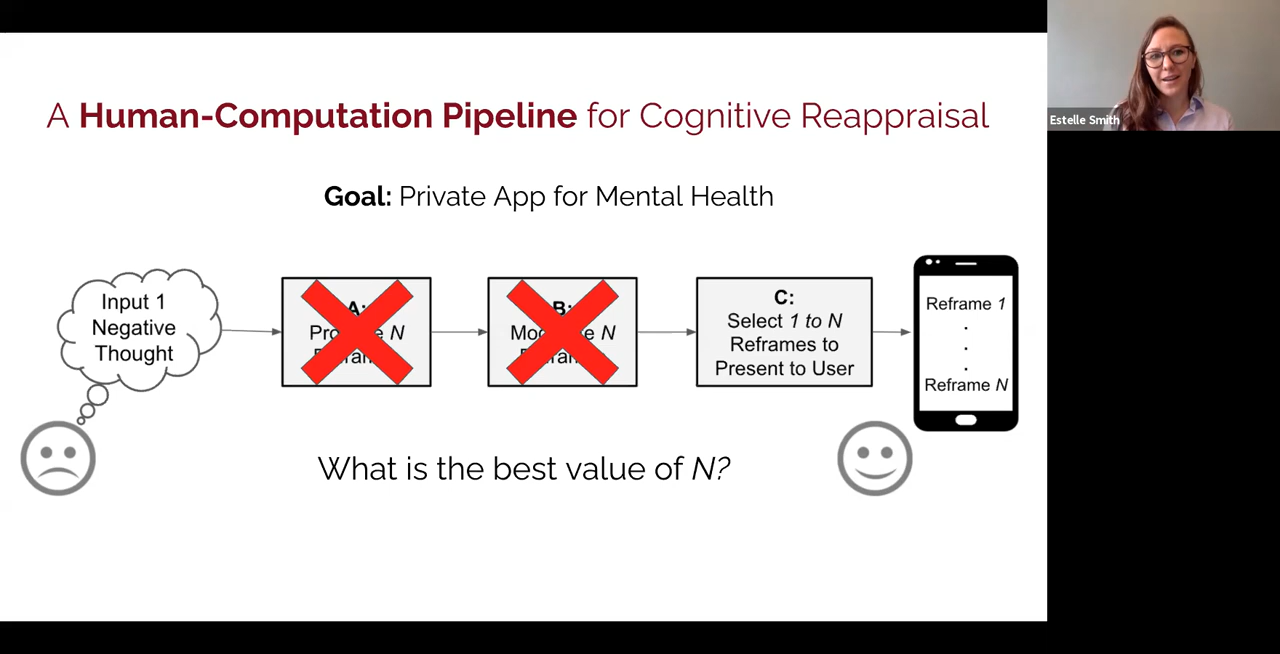 A Human-Computation Pipeline for Cognitive Reappraisal
Estelle Smith
Goal: Private App for Mental Health
Input 1
Negative
Thought
A:
N
B:
N
C:
Select 1 to N
Reframes to
Present to User
Reframe 1
.
.
.
Reframe N
What is the best value of N?